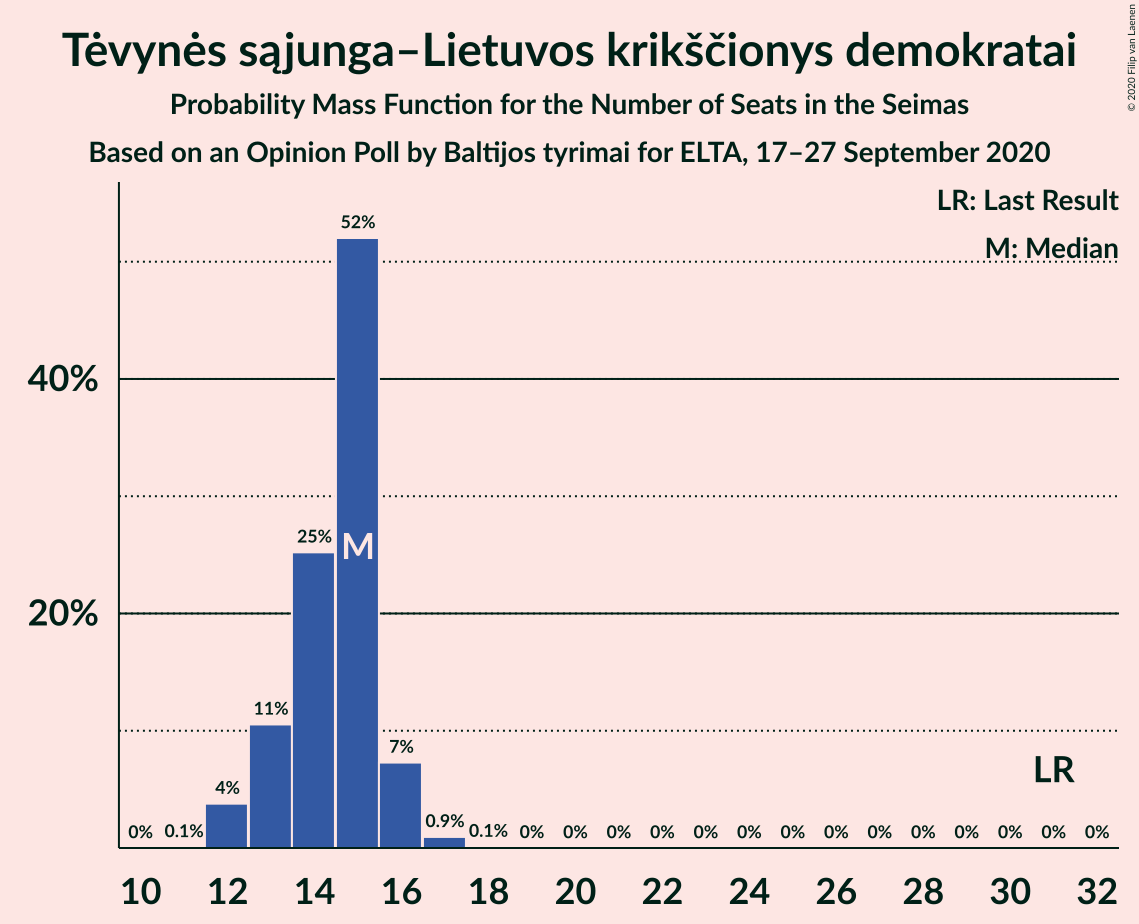 Tėvynės sąjunga–Lietuvos krikščionys demokratai
Probability Mass Function for the Number of Seats in the Seimas
Based on an Opinion Poll by Baltijos tyrimai for ELTA, 17–27 September 2020
© 2020 Filip van Laenen
LR: Last Result
M: Median
52%
40%
25%
M
20%
11%
7%
LR
4%
0% 0.1% 0.9% 0.1% 0% 0% 0% 0% 0% 0% 0% 0% 0% 0% 0% 0% 0% 0%
10 12 14 16 18 20 22 24 26 28 30 32